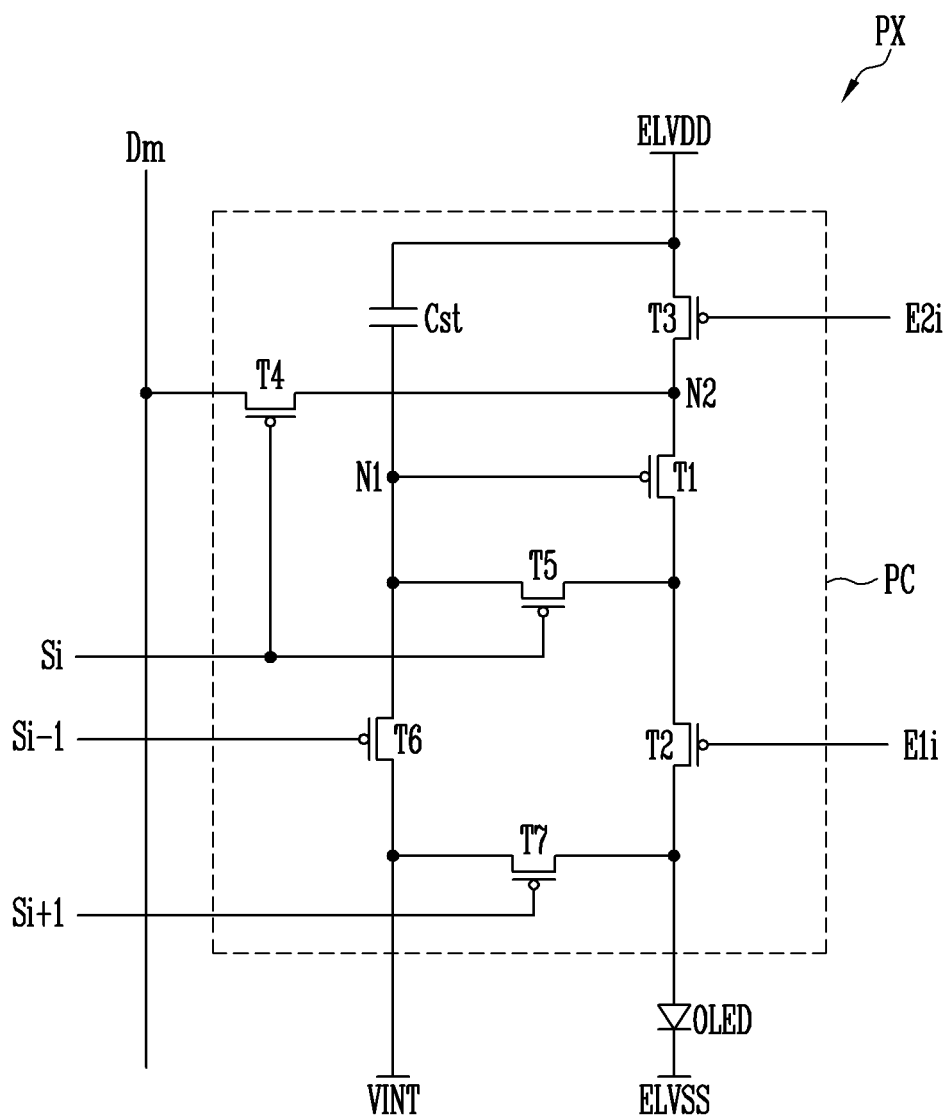 PX
ELVDD
Dm
Cst
T3
E2i
T4
N2
N1
T1
T5
PC
Si
Si-1
T6
T2
E1i
T7
Si+1
OLED
VINT
ELVSS